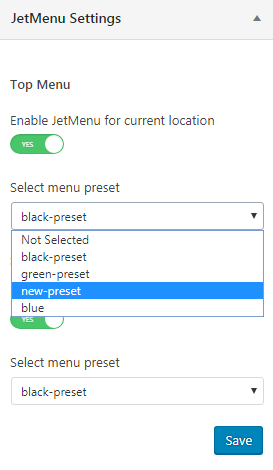 JetMenu Settings
Top Menu
Enable JetMenu for current location
YES
Select menu preset
black-preset
Not Selected
black-preset
green-preset
new-preset
blue
YES
Select menu preset
black-preset
Save